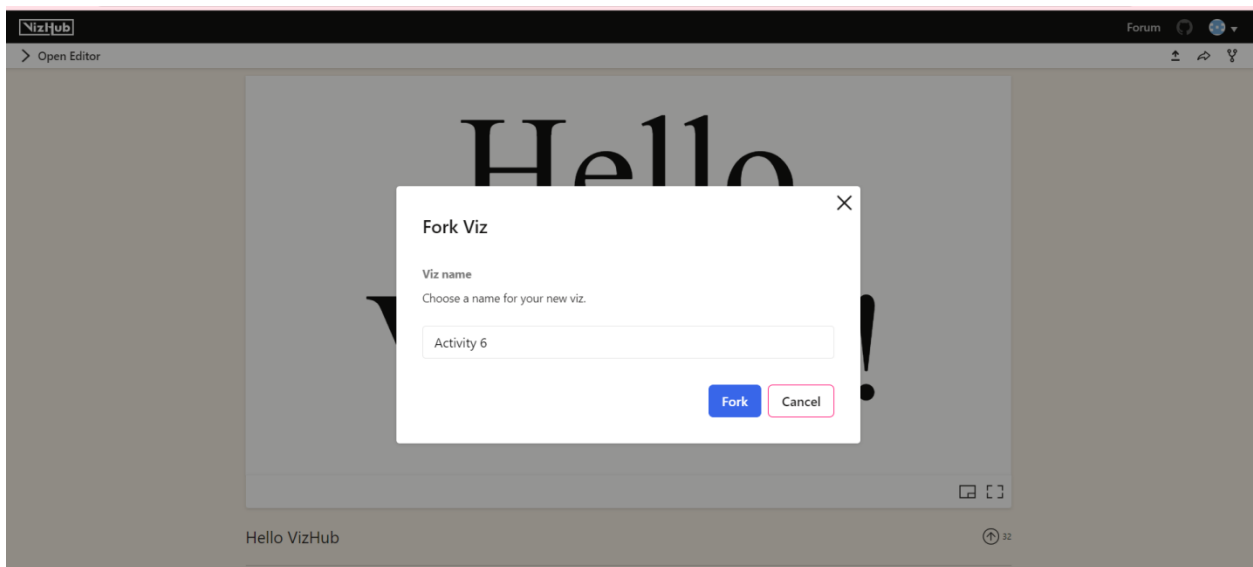 VizHub
Forum
Open Editor
Hello
!
Fork Viz
Viz name
Choose a name for your new viz.
Activity 6
Fork Cancel
Hello VizHub
32